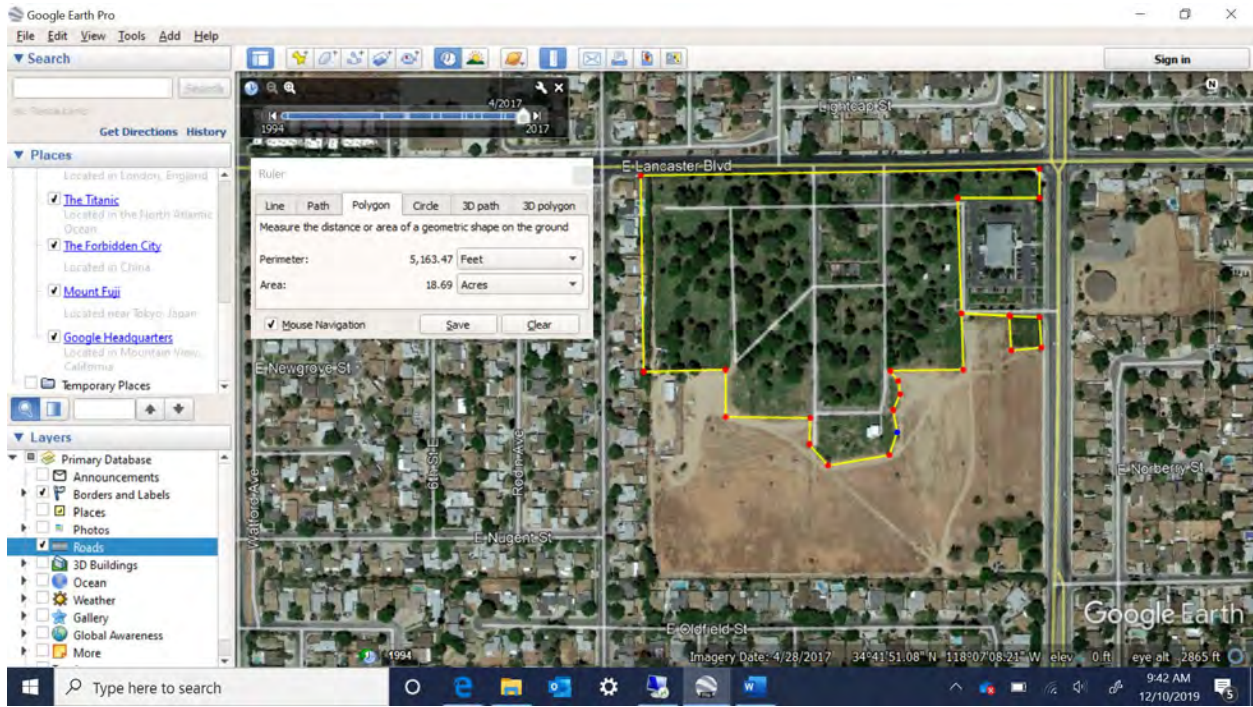 Google Earth Pro
File Edit View Tools Add Help
Search
Search
Get Directions History
Places
Located in London, England
The Titanic
Located in the North Atlantic
Ocean
The Forbidden City
Located in China
Mount Fuji
Located near Tokyo, Japan
Google Headquarters
Located in Mountain View,
California
Temporary Places
Layers
Primary Database
Announcements
Borders and Labels
Places
Photos
Roads
3D Buildings
Ocean
Weather
Gallery
Global Awareness
More
Sign in
4/2017
1994
2017
Ruler
Line Path Polygon Circle 3D path 3D polygon
Measure the distance or area of a geometric shape on the ground
Perimeter: 5,163.47 Feet
Area: 18.69 Acres
Mouse Navigation Save Clear
Lightcap St
E Lancaster Blvd
N
E Newgrove St
6th St E
Rodin Ave
Waltford Ave
E Nugent St
E Norberry St
E Oldfield St
Google Earth
1994
Imagery Date: 4/28/2017 34°41'51.08" N 118°07'08.21" W elev 0 ft eye alt 2865 ft
Type here to search
9:42 AM
12/10/2019
5